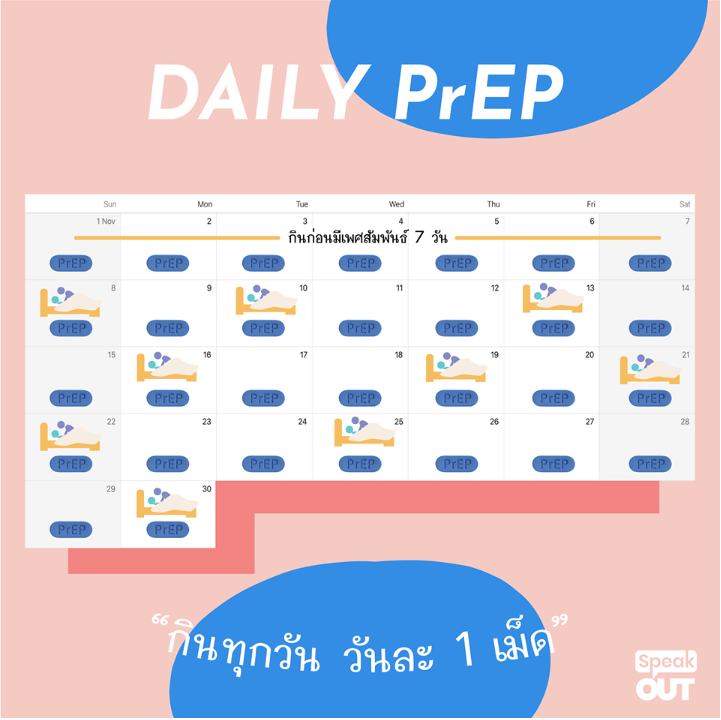 DAILY PrEP
Sun Mon Tue Wed Thu Fri Sat
1 Nov 2 3 4 5 6 7
กินก่อนมีเพศสัมพันธ์ 7 วัน
PrEP PrEP PrEP PrEP PrEP PrEP PrEP
8 9 10 11 12 13 14
PrEP PrEP PrEP PrEP PrEP PrEP PrEP
15 16 17 18 19 20 21
PrEP PrEP PrEP PrEP PrEP PrEP PrEP
22 23 24 25 26 27 28
PrEP PrEP PrEP PrEP PrEP PrEP PrEP
29 30
PrEP PrEP
“กินทุกวัน วันละ 1 เม็ด”
Speak
OUT